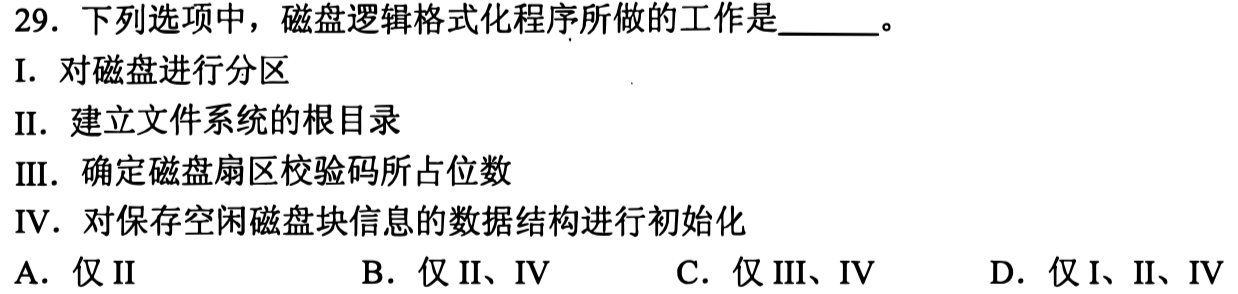 29．下列选项中，磁盘逻辑格式化程序所做的工作是______。
I．对磁盘进行分区
II．建立文件系统的根目录
III．确定磁盘扇区校验码所占位数
IV．对保存空闲磁盘块信息的数据结构进行初始化
A．仅 II B．仅 II、IV C．仅 III、IV D．仅 I、II、IV